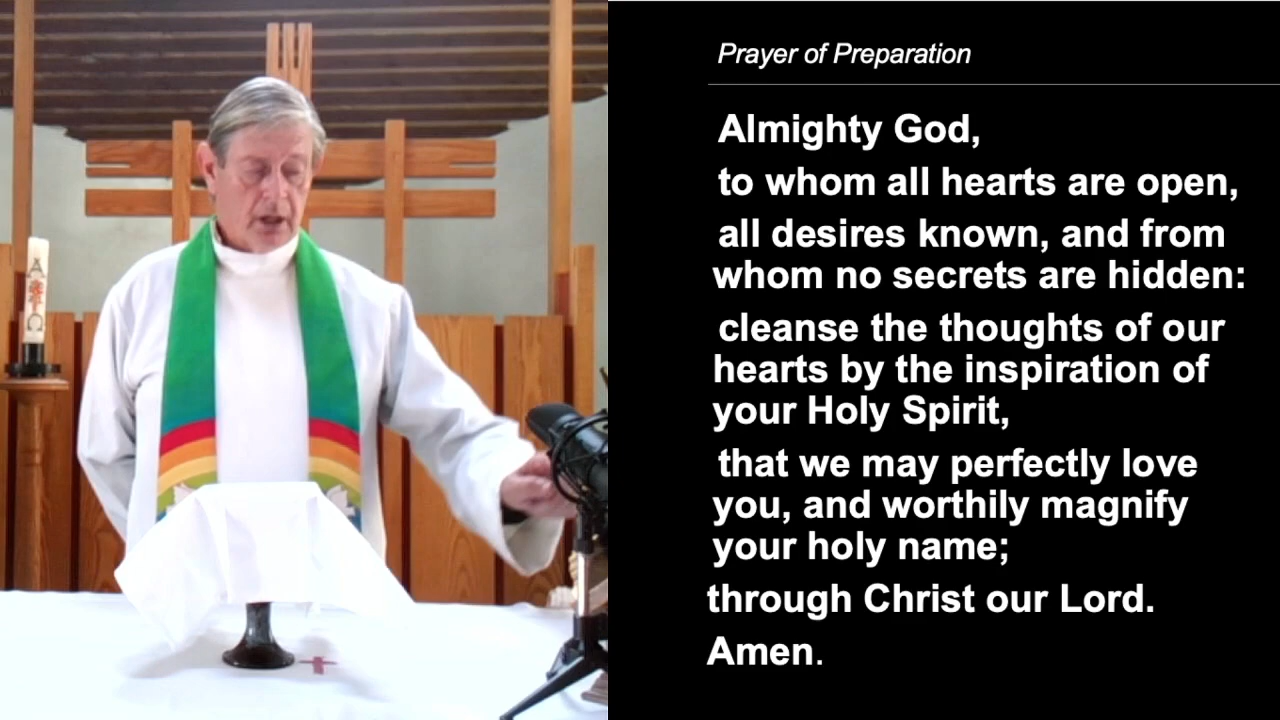 Prayer of Preparation
Almighty God,
to whom all hearts are open,
all desires known, and from
whom no secrets are hidden:
cleanse the thoughts of our
hearts by the inspiration of
your Holy Spirit,
that we may perfectly love
you, and worthily magnify
your holy name;
through Christ our Lord.
Amen.
Α
Ω